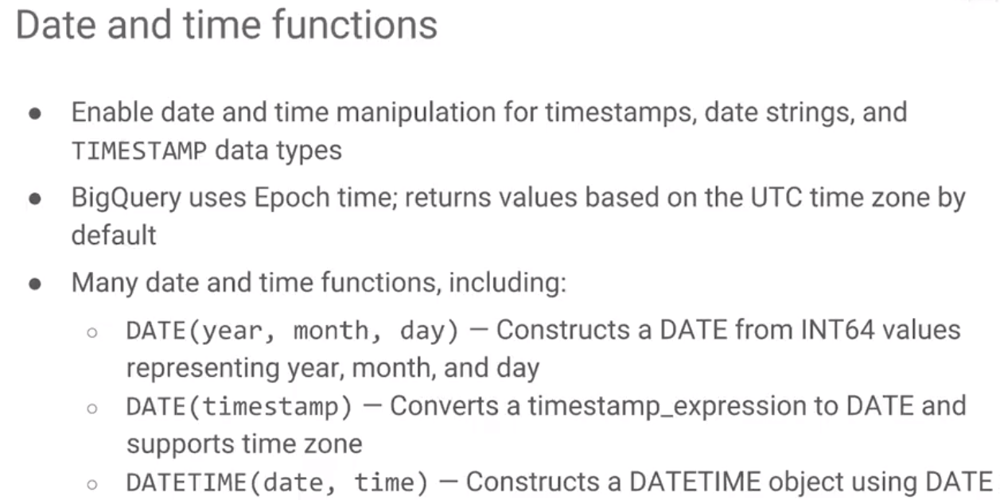 Date and time functions
● Enable date and time manipulation for timestamps, date strings, and
TIMESTAMP data types
● BigQuery uses Epoch time; returns values based on the UTC time zone by
default
● Many date and time functions, including:
○ DATE(year, month, day) — Constructs a DATE from INT64 values
representing year, month, and day
○ DATE(timestamp) — Converts a timestamp_expression to DATE and
supports time zone
○ DATETIME(date, time) — Constructs a DATETIME object using DATE